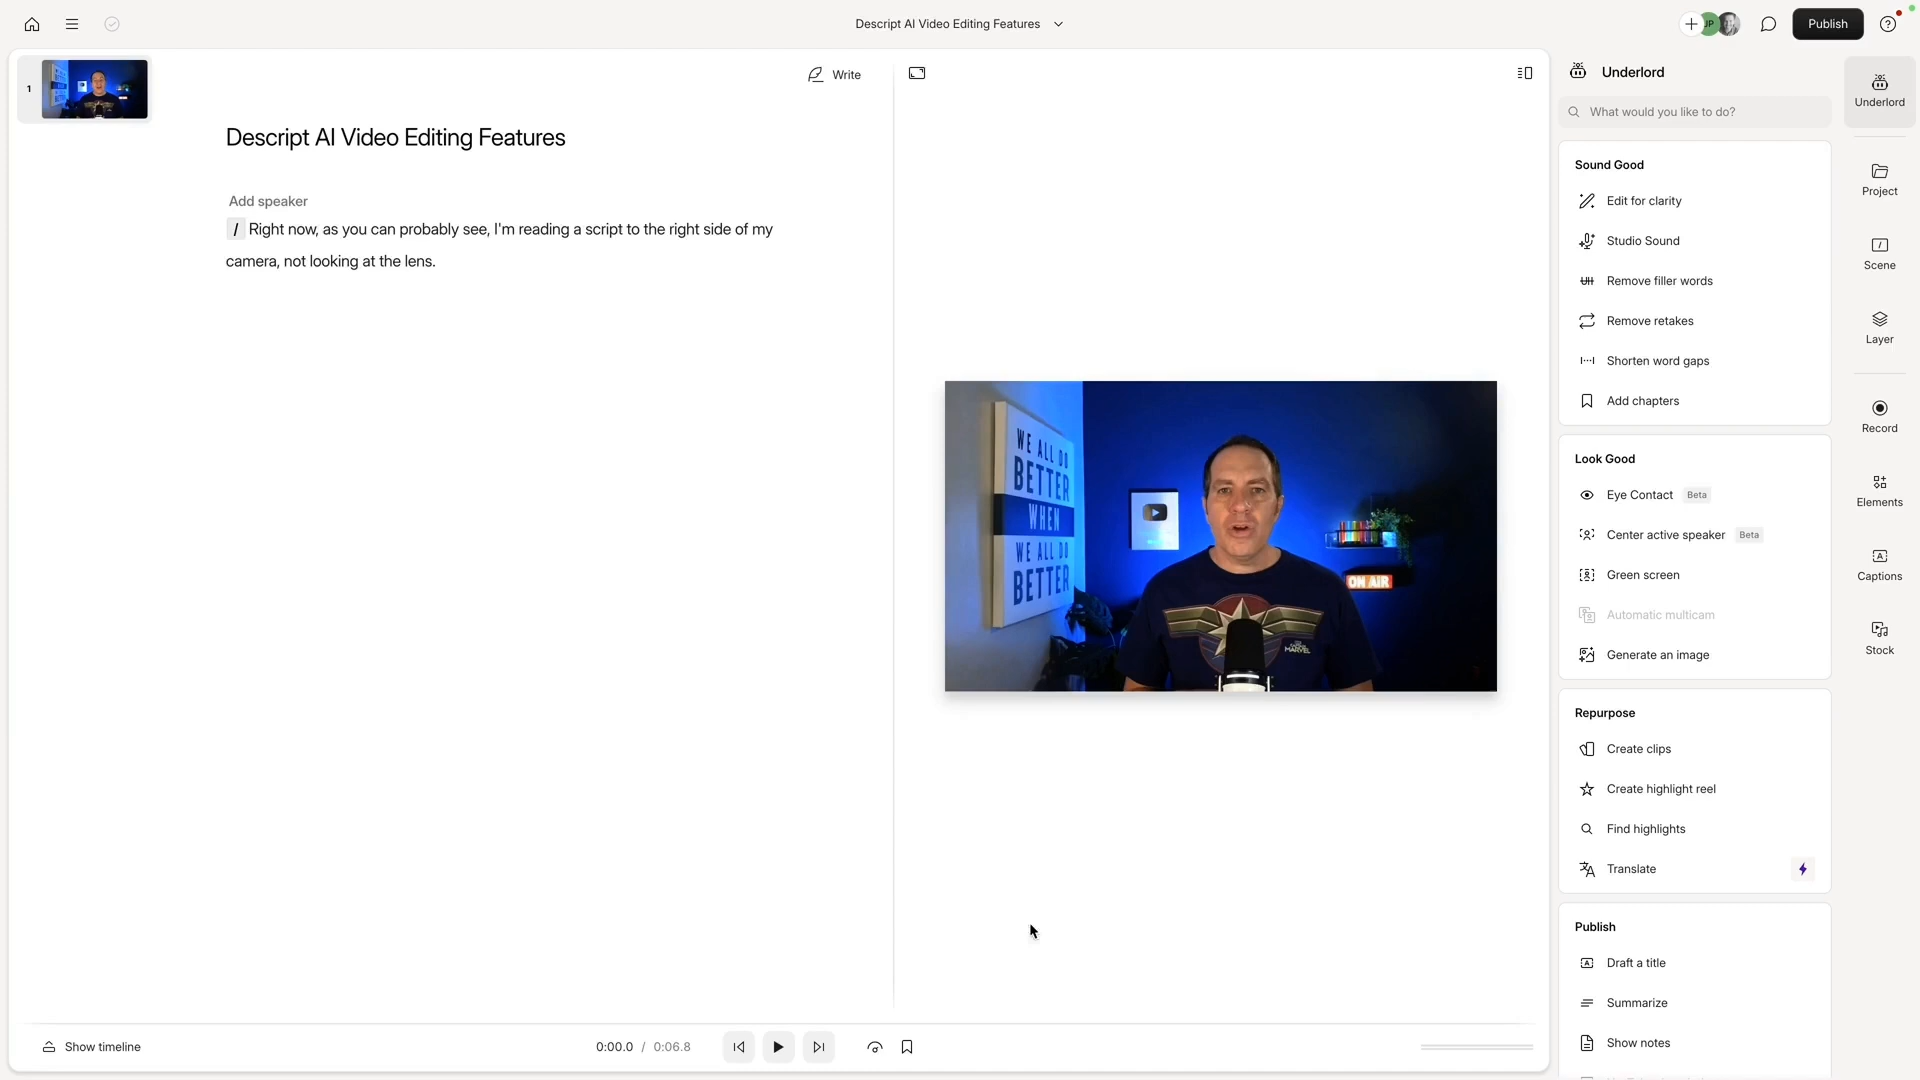 Descript AI Video Editing Features
JP
Publish
1
Write
Descript AI Video Editing Features
Add speaker
/ Right now, as you can probably see, I'm reading a script to the right side of my
camera, not looking at the lens.
WE ALL DO
BETTER
WHEN
WE ALL DO
BETTER
ON AIR
MARVEL
Show timeline
0:00.0 / 0:06.8
Underlord
What would you like to do?
Sound Good
Edit for clarity
Studio Sound
Remove filler words
Remove retakes
Shorten word gaps
Add chapters
Look Good
Eye Contact Beta
Center active speaker Beta
Green screen
Automatic multicam
Generate an image
Repurpose
Create clips
Create highlight reel
Find highlights
Translate
Publish
Draft a title
Summarize
Show notes
Underlord
Project
Scene
Layer
Record
Elements
Captions
Stock